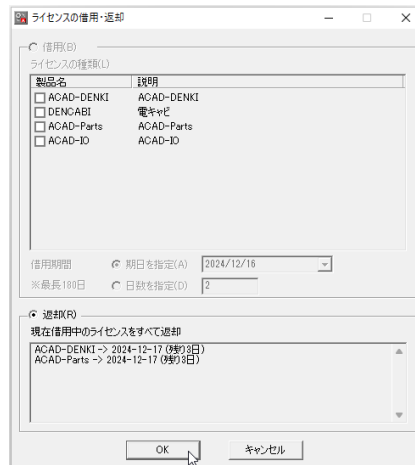 ライセンスの借用・返却
借用(B)
ライセンスの種類(L)
製品名 説明
ACAD-DENKI ACAD-DENKI
DENCABI 電キャビ
ACAD-Parts ACAD-Parts
ACAD-IO ACAD-IO
借用期間 期日を指定(A) 2024/12/16
※最長180日 日数を指定(D) 2
返却(R)
現在借用中のライセンスをすべて返却
ACAD-DENKI -> 2024-12-17 (残り3日)
ACAD-Parts -> 2024-12-17 (残り3日)
OK キャンセル